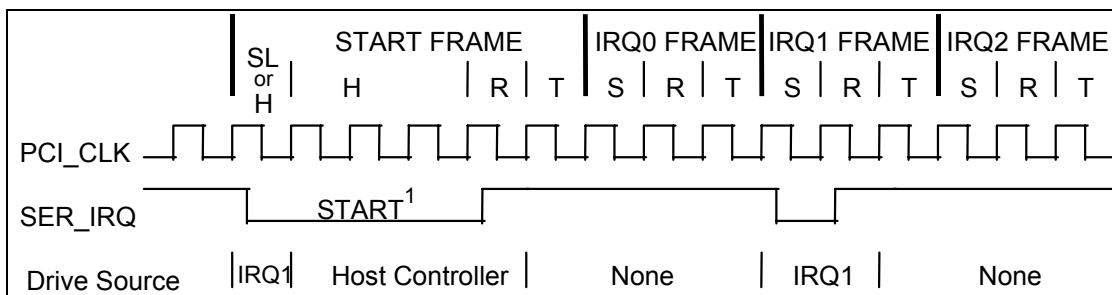 START FRAME IRQ0 FRAME IRQ1 FRAME IRQ2 FRAME
SL
or
H
H R T S R T S R T S R T
PCI_CLK
SER_IRQ START1
Drive Source IRQ1 Host Controller None IRQ1 None